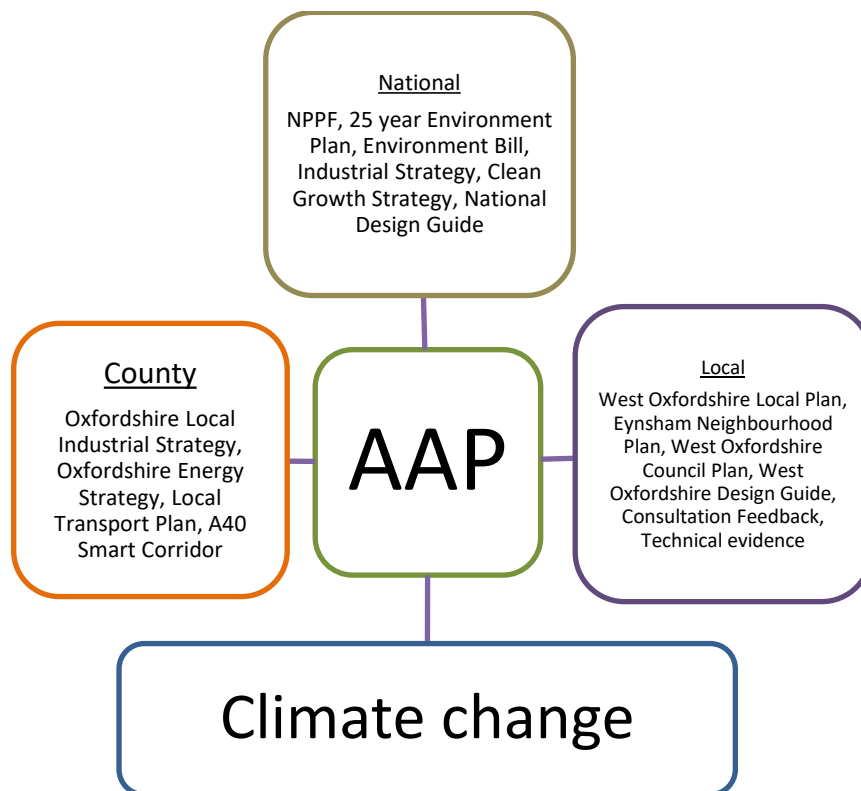 National
NPPF, 25 year Environment
Plan, Environment Bill,
Industrial Strategy, Clean
Growth Strategy, National
Design Guide
County
Oxfordshire Local
Industrial Strategy,
Oxfordshire Energy
Strategy, Local
Transport Plan, A40
Smart Corridor
AAP
Local
West Oxfordshire Local Plan,
Eynsham Neighbourhood
Plan, West Oxfordshire
Council Plan, West
Oxfordshire Design Guide,
Consultation Feedback,
Technical evidence
Climate change